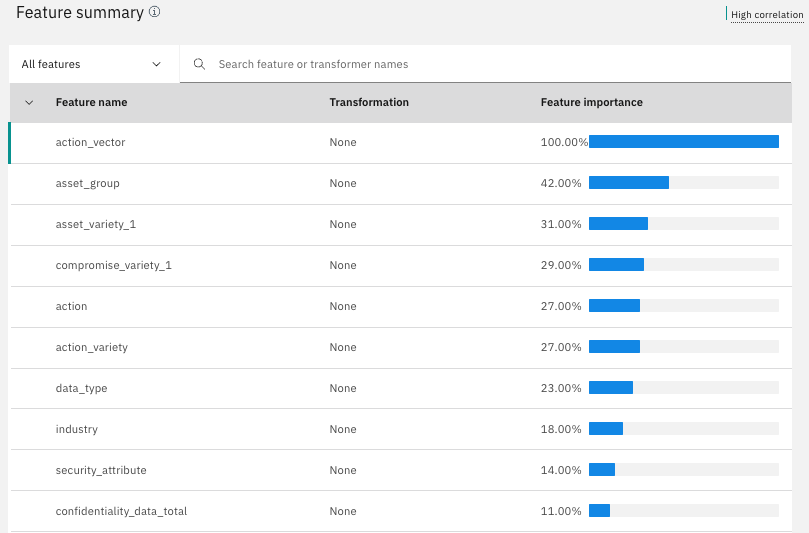 Feature summary
High correlation
All features
Search feature or transformer names
Feature name Transformation Feature importance
action_vector None 100.00%
asset_group None 42.00%
asset_variety_1 None 31.00%
compromise_variety_1 None 29.00%
action None 27.00%
action_variety None 27.00%
data_type None 23.00%
industry None 18.00%
security_attribute None 14.00%
confidentiality_data_total None 11.00%